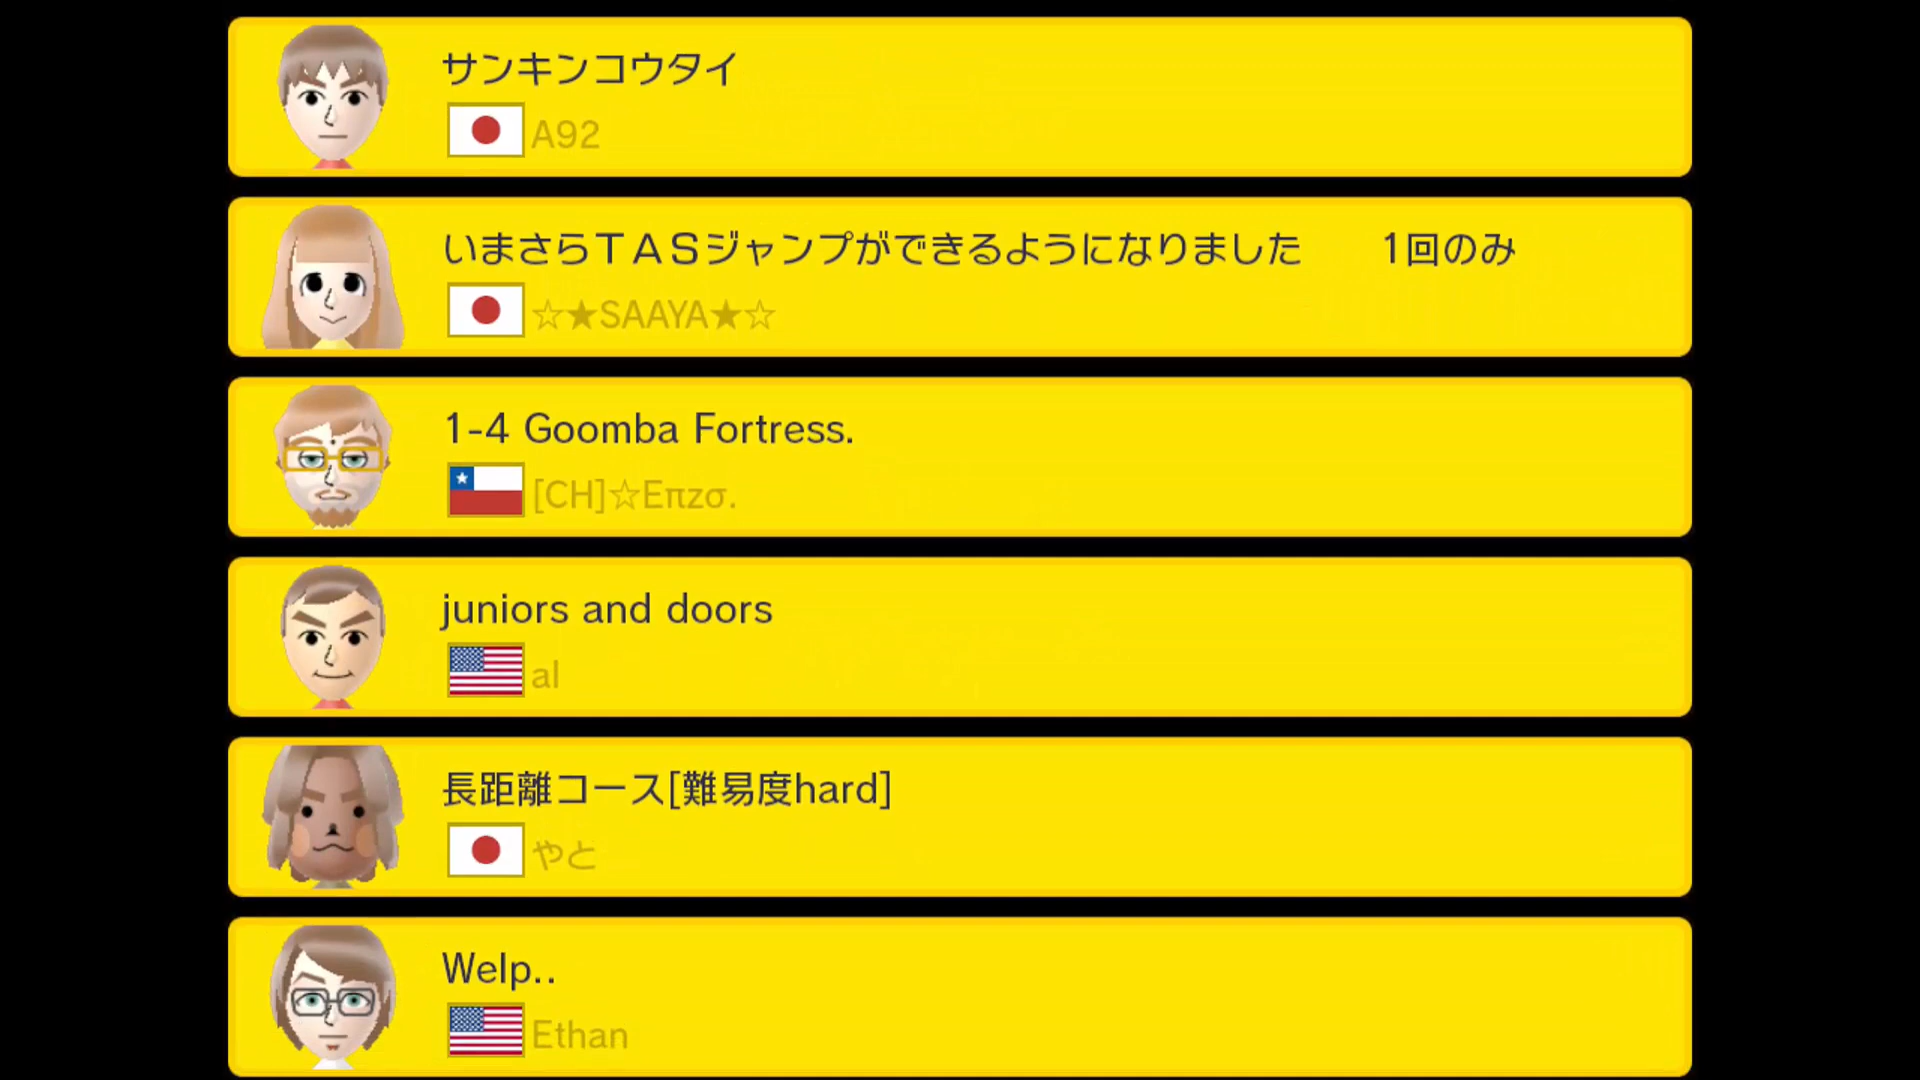 サンキンコウタイ
A92
いまさらＴＡＳジャンプができるようになりました　　1回のみ
☆★SAAYA★☆
1-4 Goomba Fortress.
[CH]☆Eπzσ.
juniors and doors
al
長距離コース[難易度hard]
やと
Welp..
Ethan